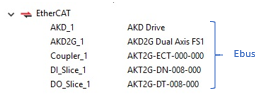 EtherCAT
AKD_1 AKD Drive
AKD2G_1 AKD2G Dual Axis FS1
Coupler_1 AKT2G-ECT-000-000
DI_Slice_1 AKT2G-DN-008-000
DO_Slice_1 AKT2G-DT-008-000
Ebus